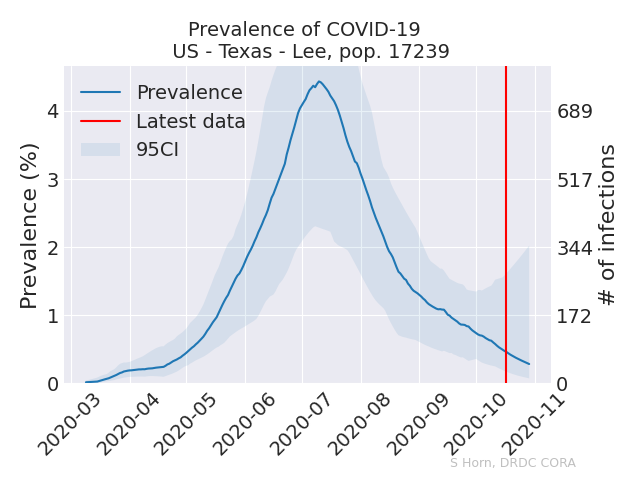 Prevalence of COVID-19
US - Texas - Lee, pop. 17239
Prevalence
Latest data
95CI
Prevalence (%)
4
3
2
1
0
# of infections
689
517
344
172
0
2020-03
2020-04
2020-05
2020-06
2020-07
2020-08
2020-09
2020-10
2020-11
S Horn, DRDC CORA